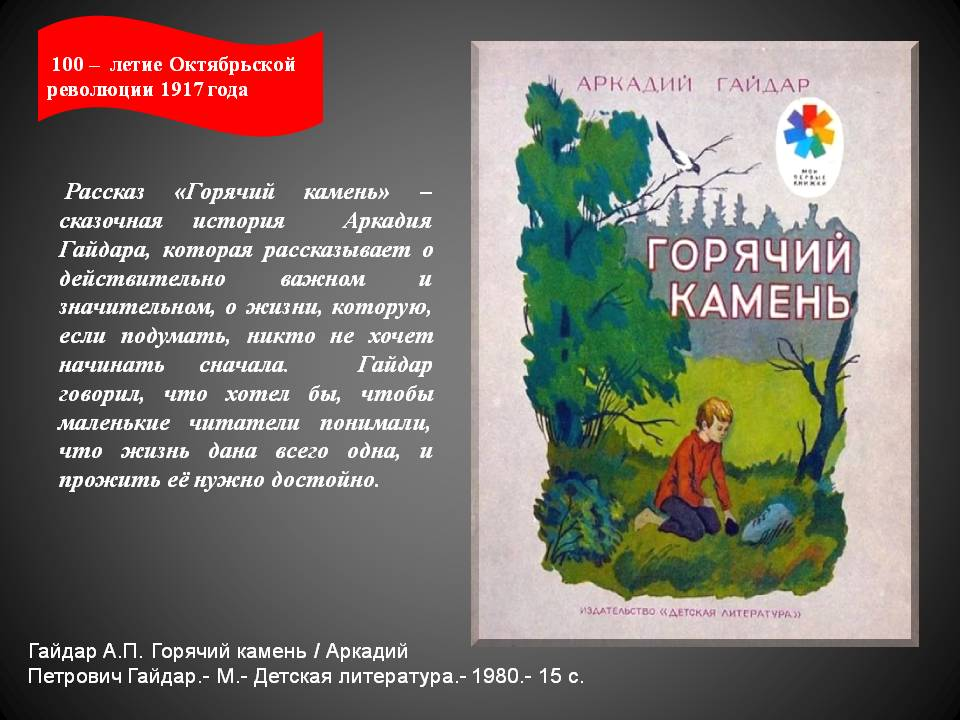 100 – летие Октябрьской
революции 1917 года
Рассказ «Горячий камень» –
сказочная история Аркадия
Гайдара, которая рассказывает о
действительно важном и
значительном, о жизни, которую,
если подумать, никто не хочет
начинать сначала. Гайдар
говорил, что хотел бы, чтобы
маленькие читатели понимали,
что жизнь дана всего одна, и
прожить её нужно достойно.
АРКАДИЙ ГАЙДАР
МОИ
ПЕРВЫЕ
КНИЖКИ
ГОРЯЧИЙ
КАМЕНЬ
ИЗДАТЕЛЬСТВО «ДЕТСКАЯ ЛИТЕРАТУРА»
Гайдар А.П. Горячий камень / Аркадий
Петрович Гайдар.- М.- Детская литература.- 1980.- 15 с.